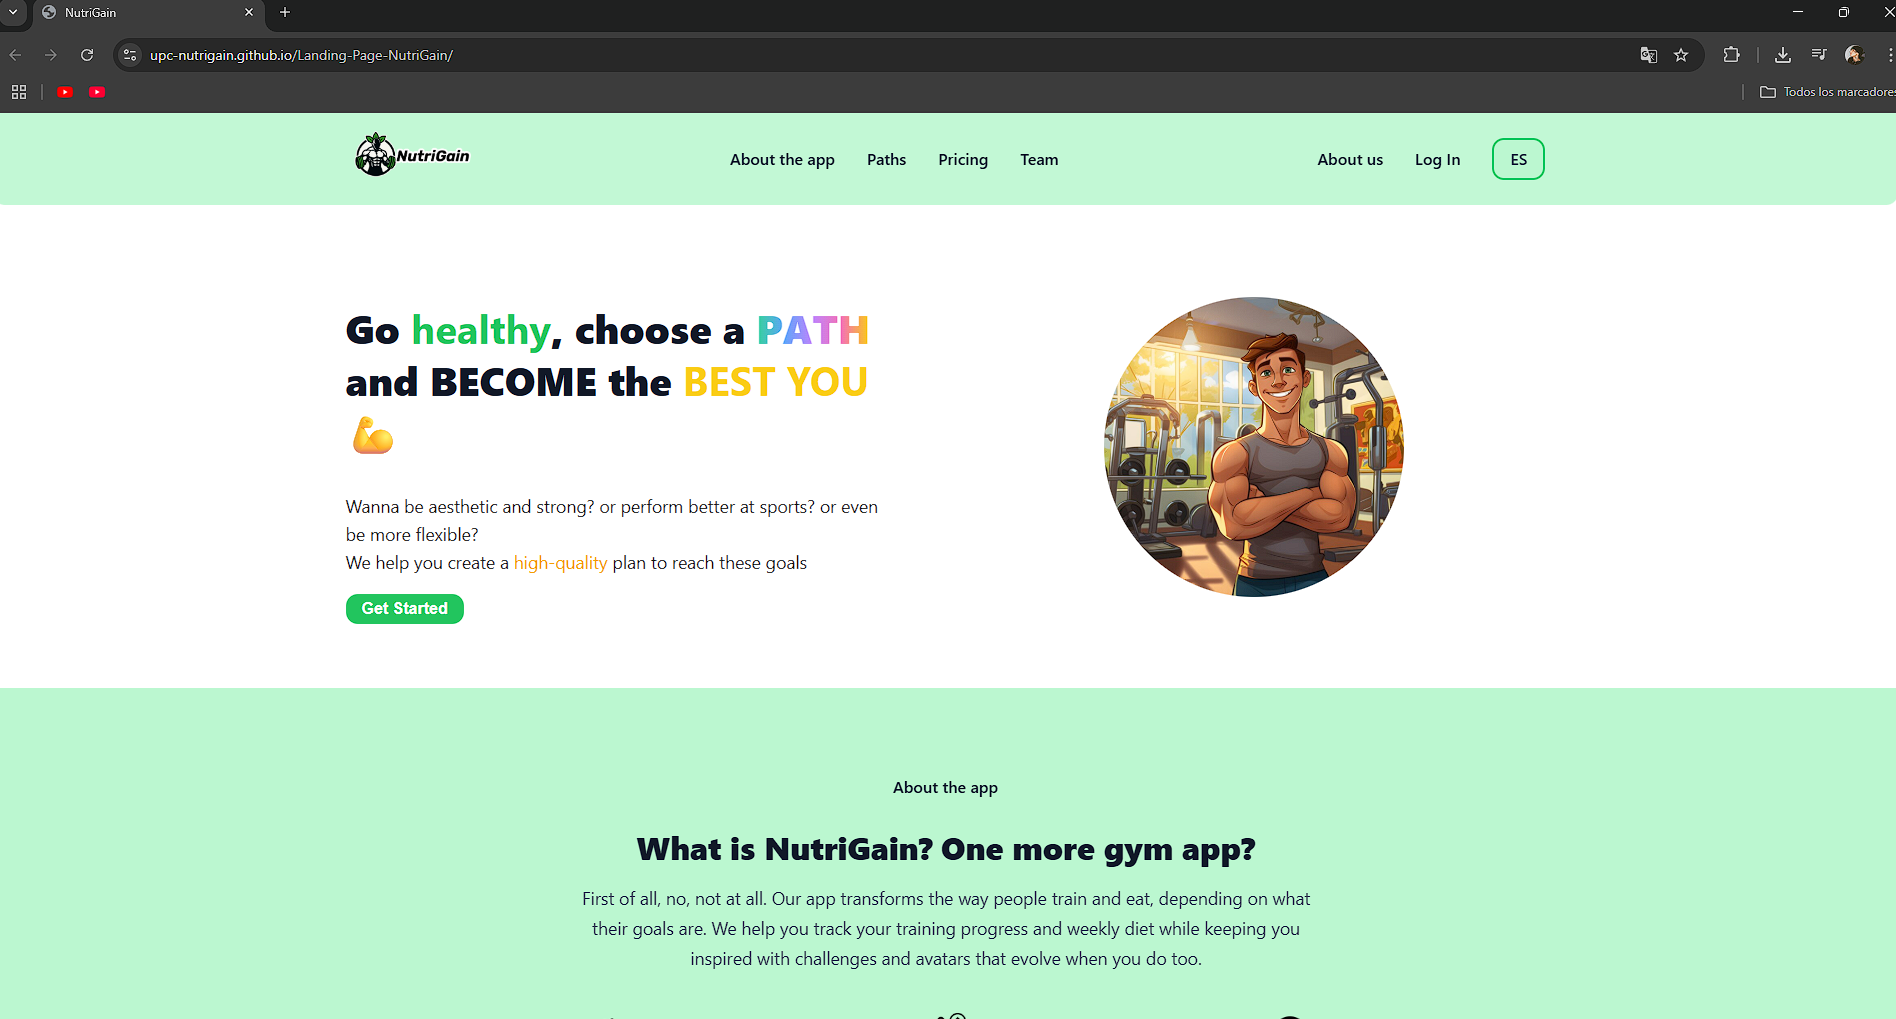 NutriGain
upc-nutrigain.github.io/Landing-Page-NutriGain/
Todos los marcadores
NutriGain
About the app
Paths
Pricing
Team
About us
Log In
ES
Go healthy, choose a PATH
and BECOME the BEST YOU
💪
Wanna be aesthetic and strong? or perform better at sports? or even
be more flexible?
We help you create a high-quality plan to reach these goals
Get Started
About the app
What is NutriGain? One more gym app?
First of all, no, not at all. Our app transforms the way people train and eat, depending on what
their goals are. We help you track your training progress and weekly diet while keeping you
inspired with challenges and avatars that evolve when you do too.